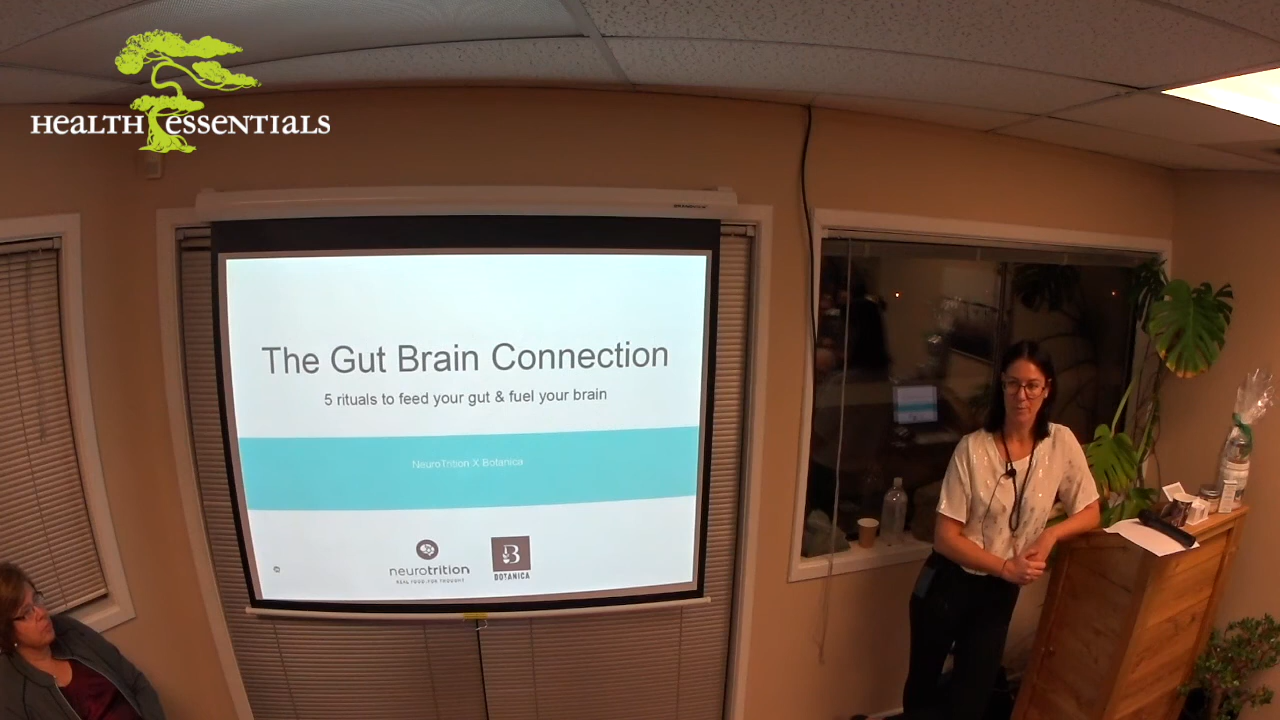 HEALTH ESSENTIALS
The Gut Brain Connection
5 rituals to feed your gut & fuel your brain
NeuroTrition X Botanica
neurotrition
REAL FOOD FOR THOUGHT
B
BOTANICA